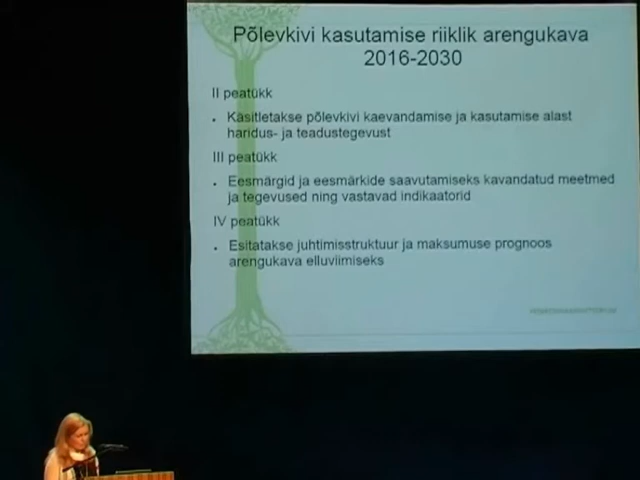 Põlevkivi kasutamise riiklik arengukava
2016-2030
II peatükk
• Käsitletakse põlevkivi kaevandamise ja kasutamise alast
haridus- ja teadustegevust
III peatükk
• Eesmärgid ja eesmärkide saavutamiseks kavandatud meetmed
ja tegevused ning vastavad indikaatorid
IV peatükk
• Esitatakse juhtimisstruktuur ja maksumuse prognoos
arengukava elluviimiseks